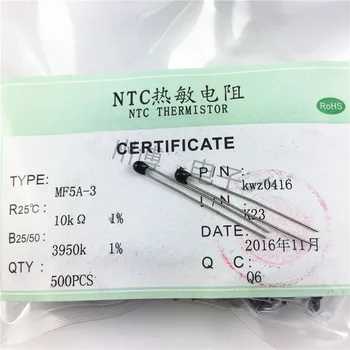 NTC热敏电阻
NTC THERMISTOR
RoHS
CERTIFICATE
TYPE: MF5A-3
P/N: kwz0416
R25℃: 10kΩ 1%
L/N: K23
B25/50: 3950k 1%
DATE: 2016年11月
QTY: 500PCS
Q C: Q6